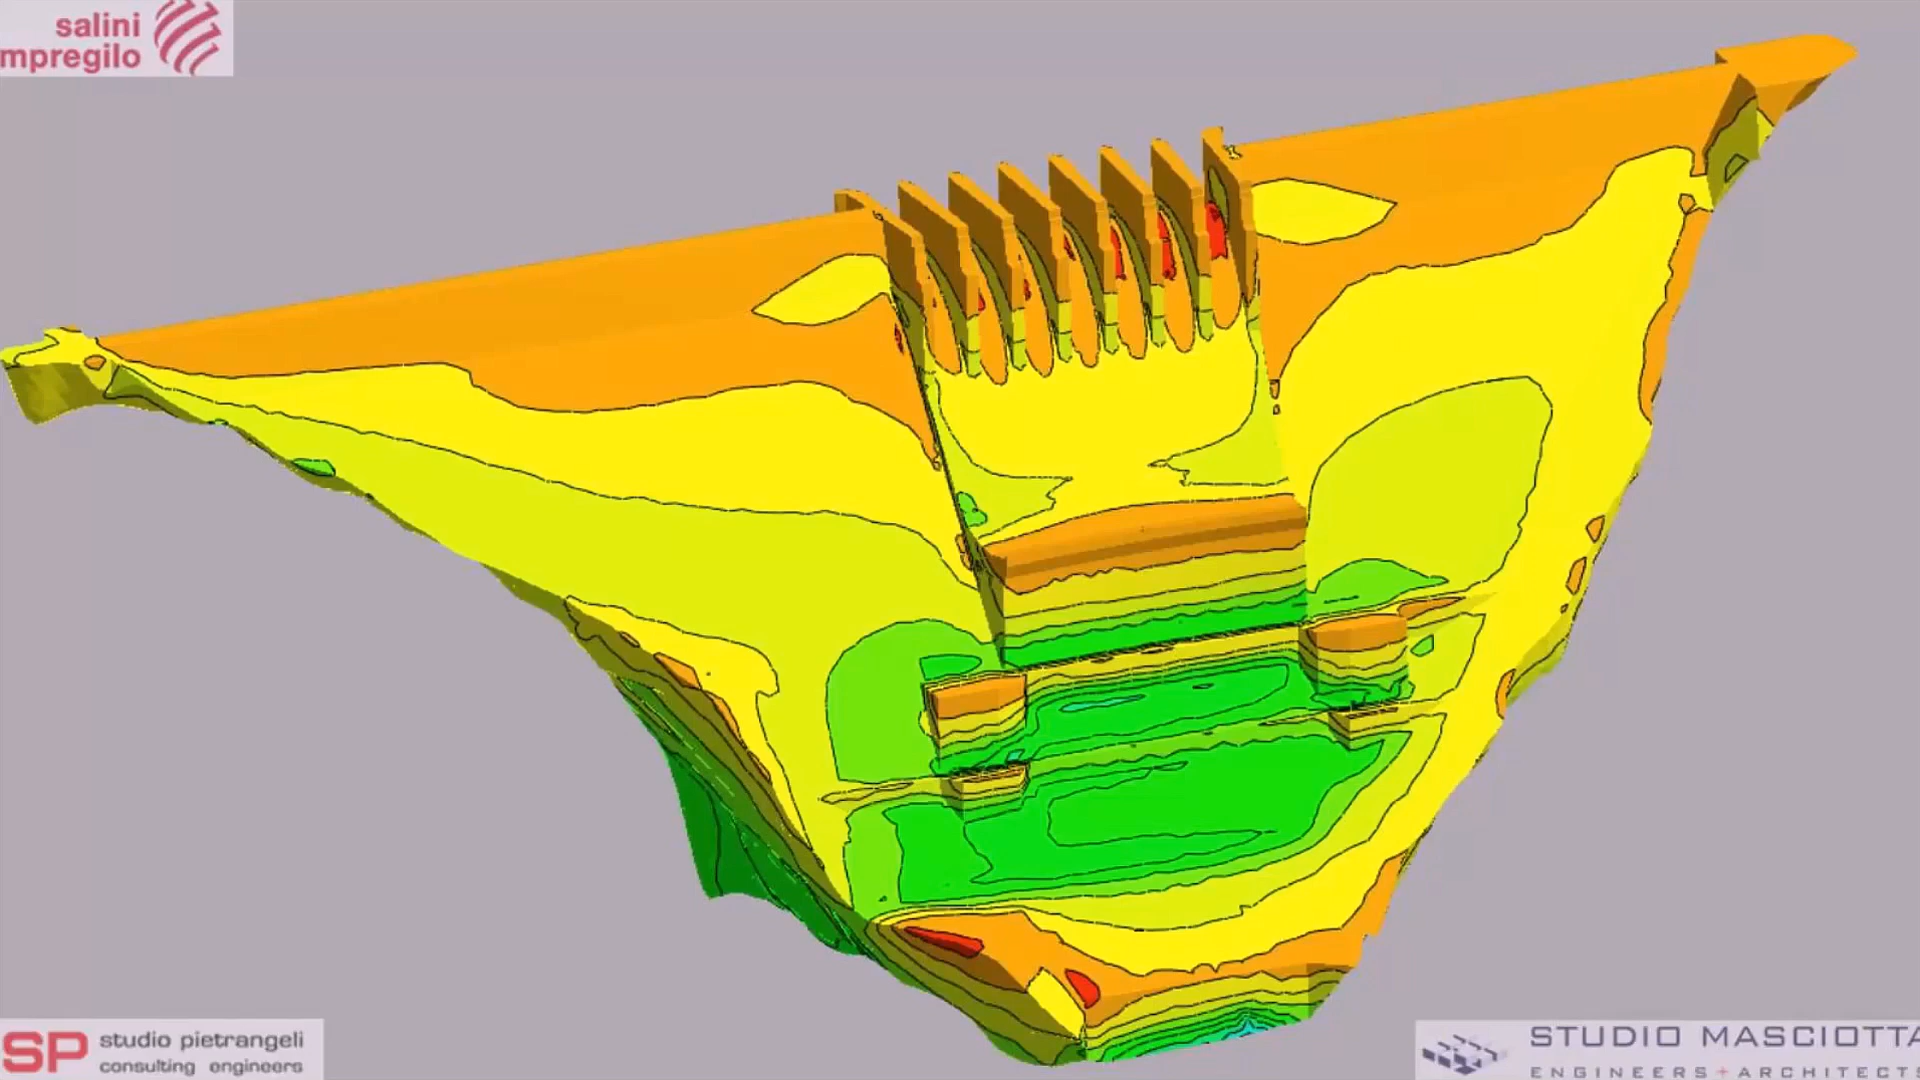 salini
mpregilo
SP studio pietrangeli
consulting engineers
STUDIO MASCIOTTA
ENGINEERS+ARCHITECTS